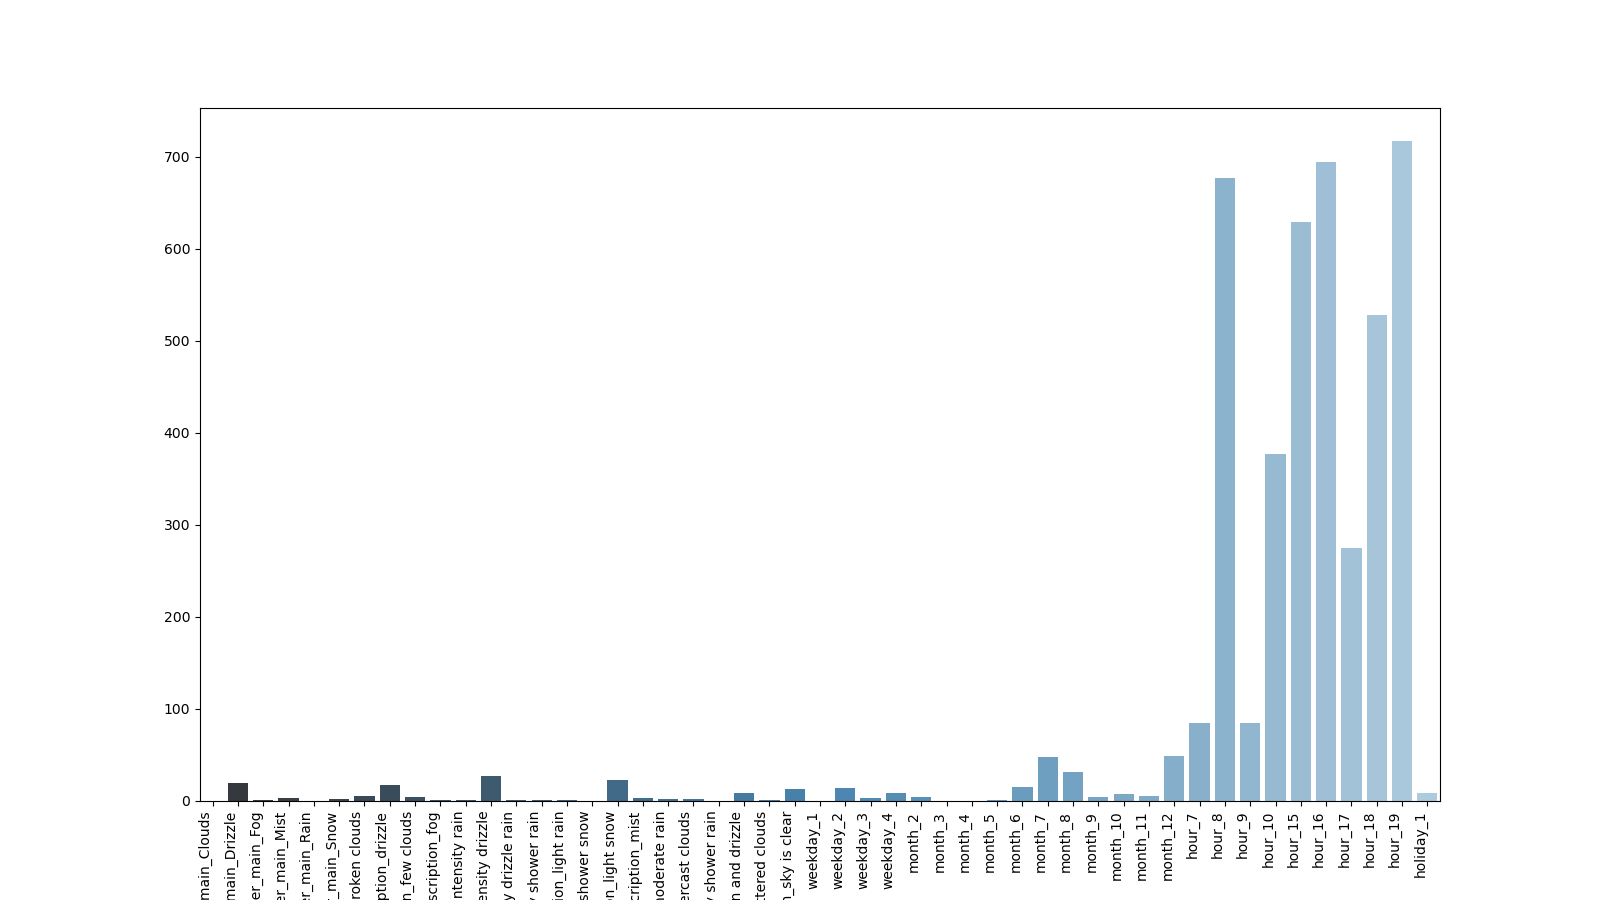 700
600
500
400
300
200
100
0
main_Clouds
main_Drizzle
er_main_Fog
er_main_Mist
er_main_Rain
_main_Snow
roken clouds
ption_drizzle
n_few clouds
scription_fog
ntensity rain
ensity drizzle
y drizzle rain
shower rain
ion_light rain
shower snow
on_light snow
cription_mist
moderate rain
ercast clouds
shower rain
n and drizzle
ttered clouds
n_sky is clear
weekday_1
weekday_2
weekday_3
weekday_4
month_2
month_3
month_4
month_5
month_6
month_7
month_8
month_9
month_10
month_11
month_12
hour_7
hour_8
hour_9
hour_10
hour_15
hour_16
hour_17
hour_18
hour_19
holiday_1